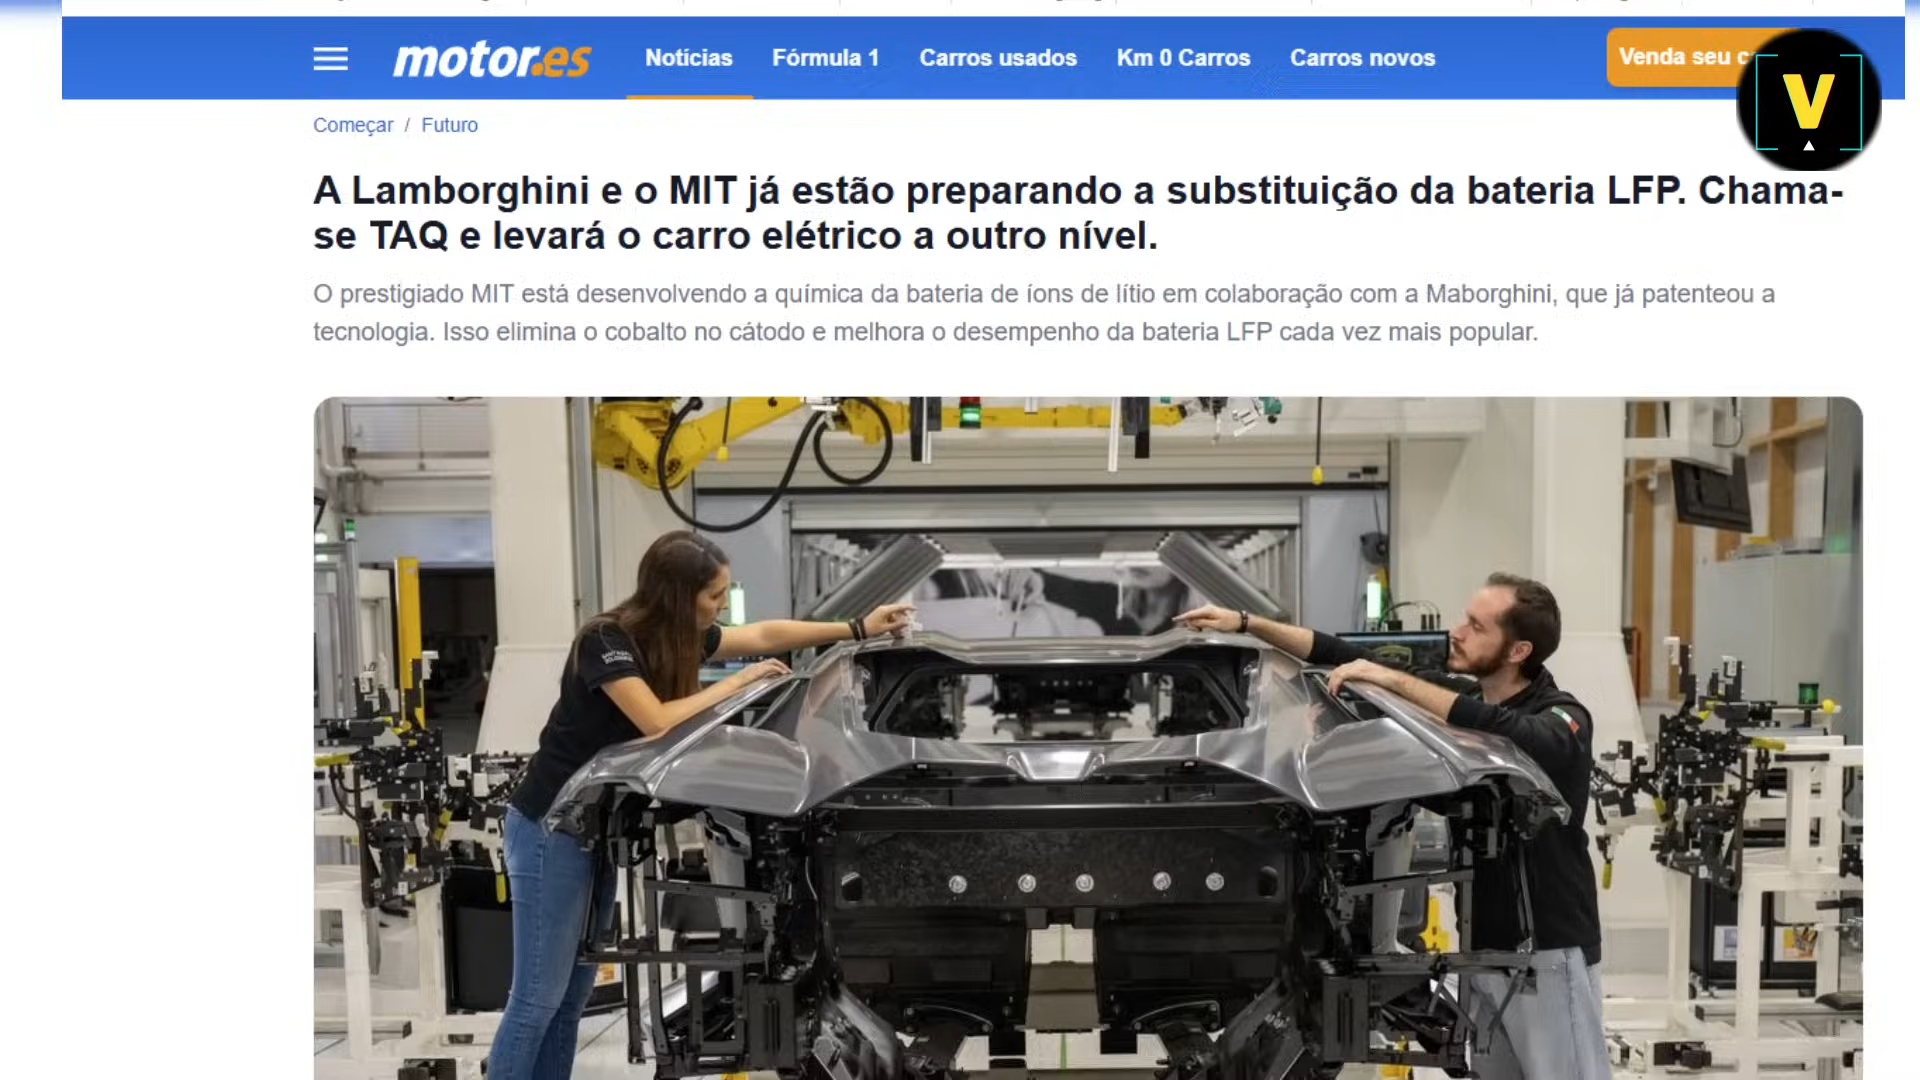 motor.es
Notícias
Fórmula 1
Carros usados
Km 0 Carros
Carros novos
Venda seu
V
Começar / Futuro
A Lamborghini e o MIT já estão preparando a substituição da bateria LFP. Chama-
se TAQ e levará o carro elétrico a outro nível.
O prestigiado MIT está desenvolvendo a química da bateria de íons de lítio em colaboração com a Maborghini, que já patenteou a
tecnologia. Isso elimina o cobalto no cátodo e melhora o desempenho da bateria LFP cada vez mais popular.